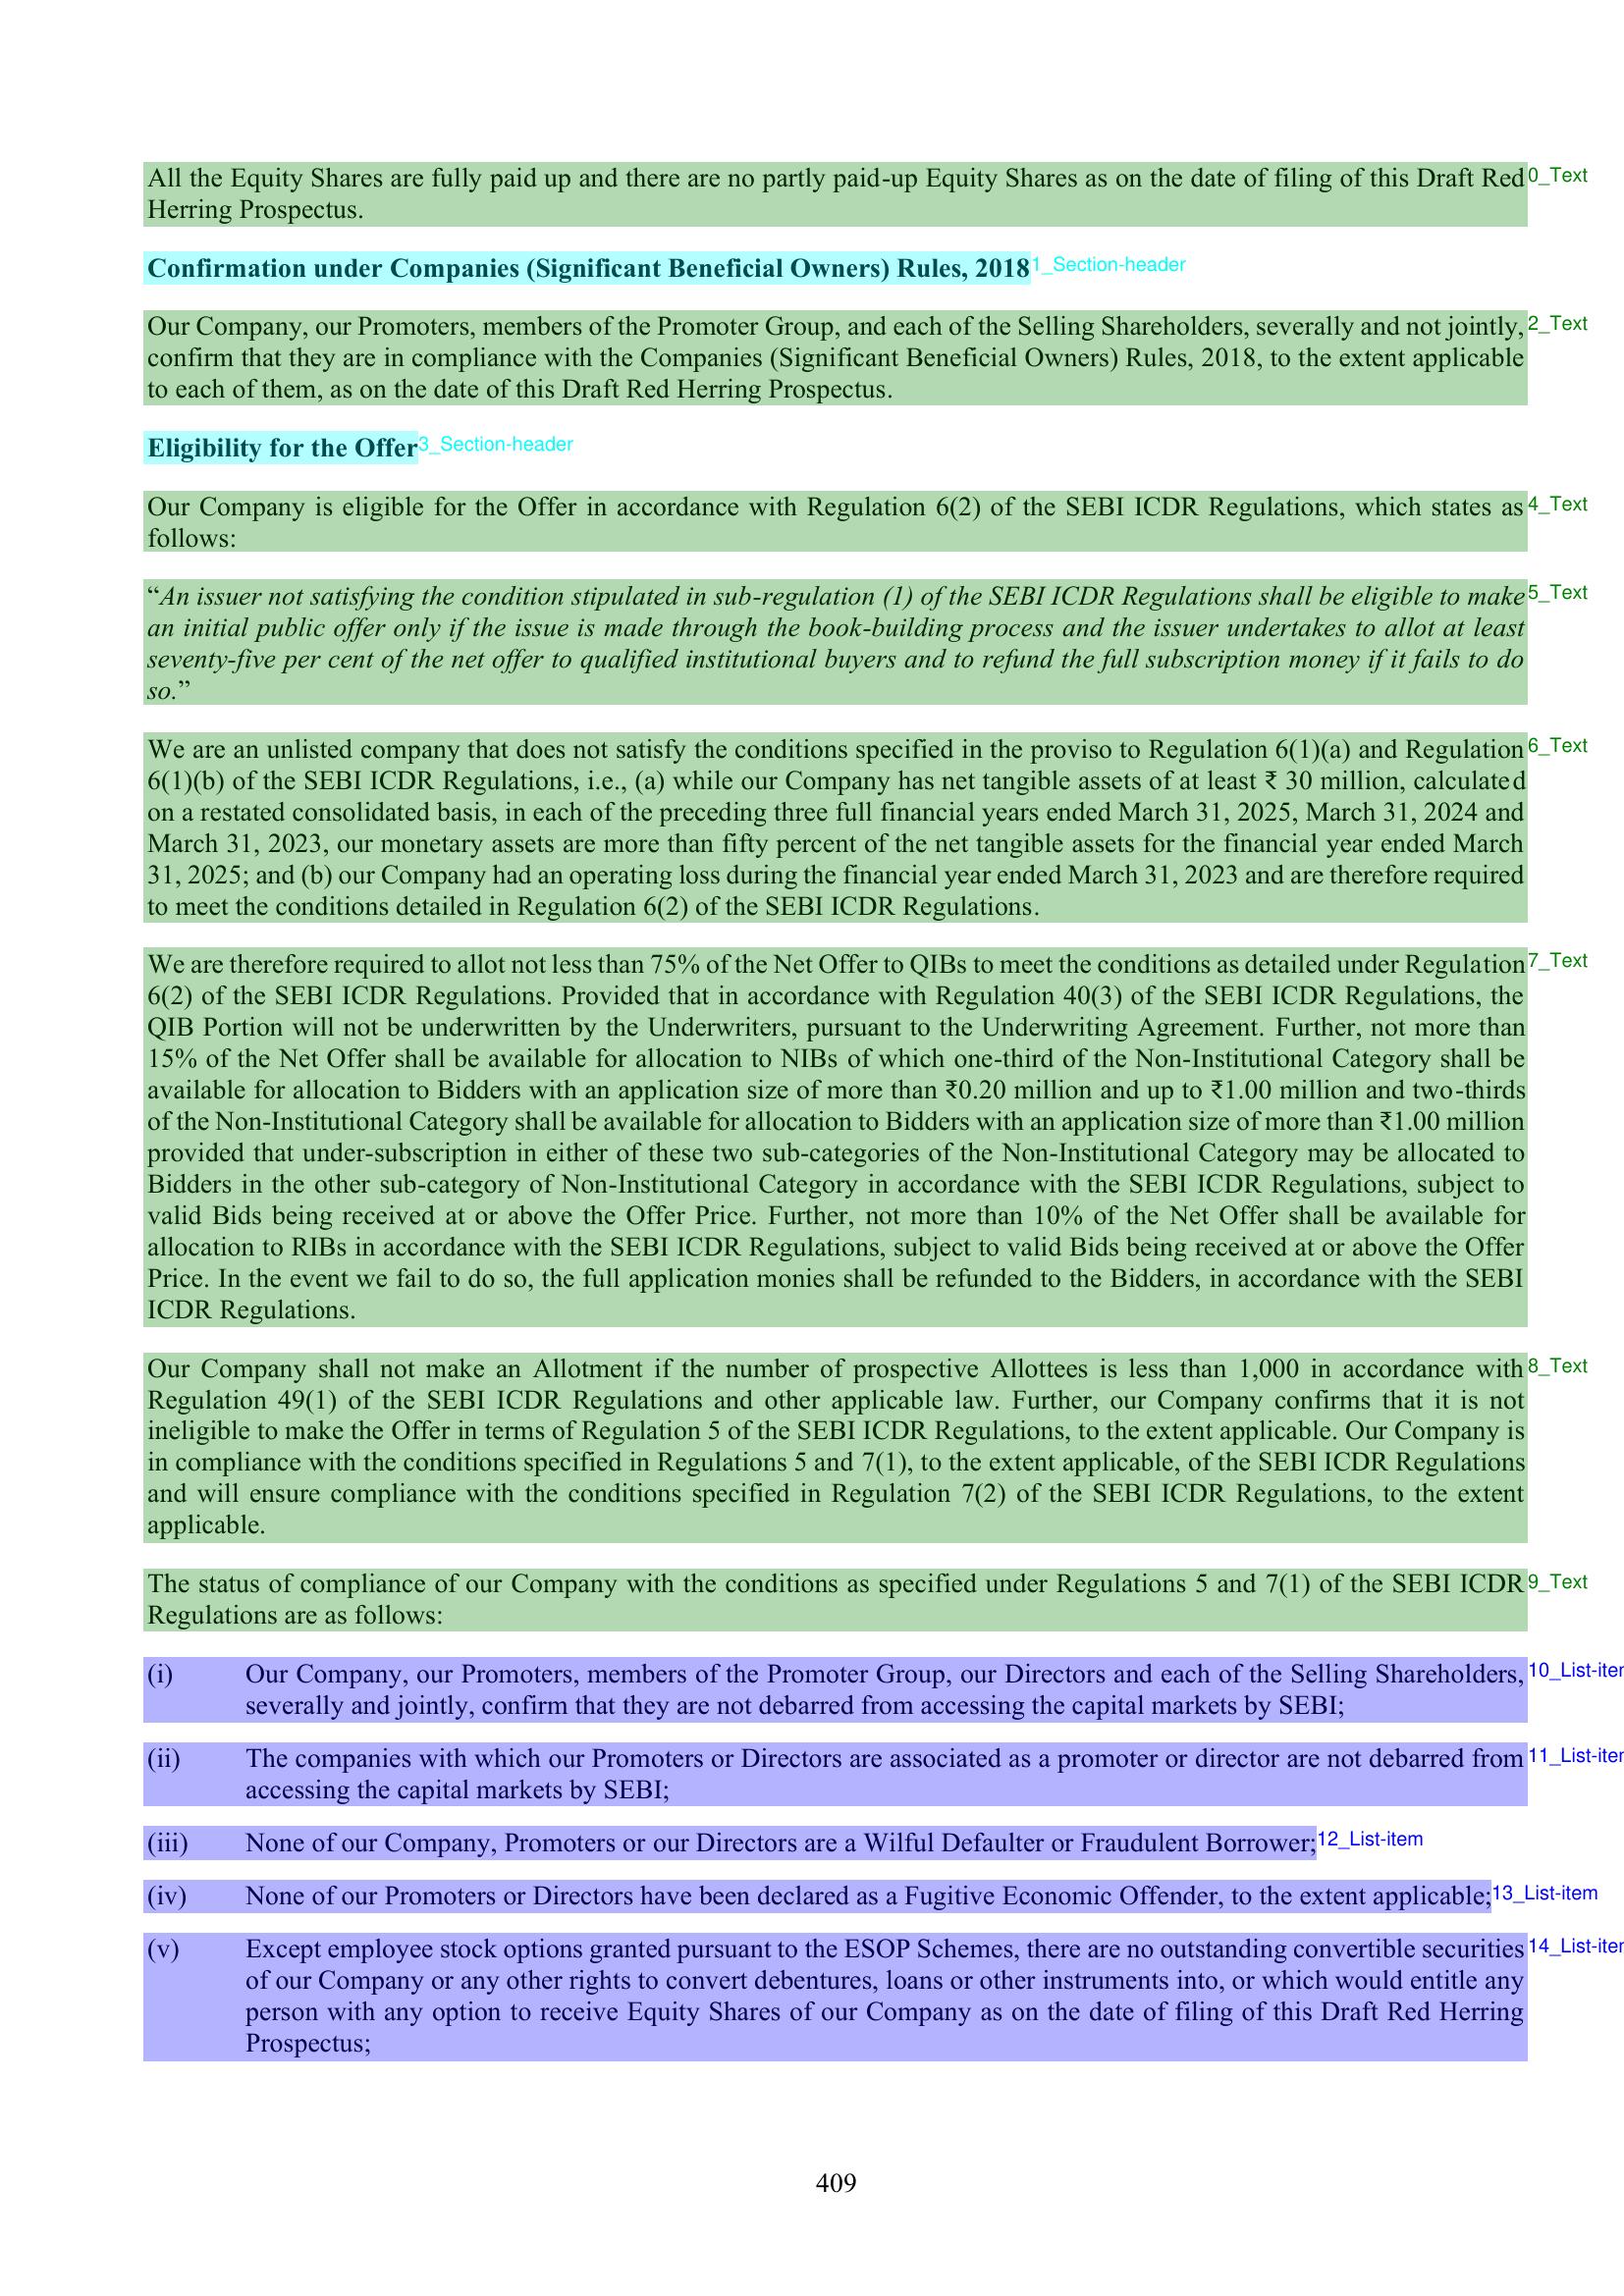 All the Equity Shares are fully paid up and there are no partly paid-up Equity Shares as on the date of filing of this Draft Red
0_Text
Herring Prospectus.
Confirmation under Companies (Significant Beneficial Owners) Rules, 2018
1_Section-header
Our Company, our Promoters, members of the Promoter Group, and each of the Selling Shareholders, severally and not jointly,
2_Text
confirm that they are in compliance with the Companies (Significant Beneficial Owners) Rules, 2018, to the extent applicable
to each of them, as on the date of this Draft Red Herring Prospectus.
Eligibility for the Offer
3_Section-header
Our Company is eligible for the Offer in accordance with Regulation 6(2) of the SEBI ICDR Regulations, which states as
4_Text
follows:
“An issuer not satisfying the condition stipulated in sub-regulation (1) of the SEBI ICDR Regulations shall be eligible to make
5_Text
an initial public offer only if the issue is made through the book-building process and the issuer undertakes to allot at least
seventy-five per cent of the net offer to qualified institutional buyers and to refund the full subscription money if it fails to do
so.”
We are an unlisted company that does not satisfy the conditions specified in the proviso to Regulation 6(1)(a) and Regulation
6_Text
6(1)(b) of the SEBI ICDR Regulations, i.e., (a) while our Company has net tangible assets of at least ₹ 30 million, calculated
on a restated consolidated basis, in each of the preceding three full financial years ended March 31, 2025, March 31, 2024 and
March 31, 2023, our monetary assets are more than fifty percent of the net tangible assets for the financial year ended March
31, 2025; and (b) our Company had an operating loss during the financial year ended March 31, 2023 and are therefore required
to meet the conditions detailed in Regulation 6(2) of the SEBI ICDR Regulations.
We are therefore required to allot not less than 75% of the Net Offer to QIBs to meet the conditions as detailed under Regulation
7_Text
6(2) of the SEBI ICDR Regulations. Provided that in accordance with Regulation 40(3) of the SEBI ICDR Regulations, the
QIB Portion will not be underwritten by the Underwriters, pursuant to the Underwriting Agreement. Further, not more than
15% of the Net Offer shall be available for allocation to NIBs of which one-third of the Non-Institutional Category shall be
available for allocation to Bidders with an application size of more than ₹0.20 million and up to ₹1.00 million and two-thirds
of the Non-Institutional Category shall be available for allocation to Bidders with an application size of more than ₹1.00 million
provided that under-subscription in either of these two sub-categories of the Non-Institutional Category may be allocated to
Bidders in the other sub-category of Non-Institutional Category in accordance with the SEBI ICDR Regulations, subject to
valid Bids being received at or above the Offer Price. Further, not more than 10% of the Net Offer shall be available for
allocation to RIBs in accordance with the SEBI ICDR Regulations, subject to valid Bids being received at or above the Offer
Price. In the event we fail to do so, the full application monies shall be refunded to the Bidders, in accordance with the SEBI
ICDR Regulations.
Our Company shall not make an Allotment if the number of prospective Allottees is less than 1,000 in accordance with
8_Text
Regulation 49(1) of the SEBI ICDR Regulations and other applicable law. Further, our Company confirms that it is not
ineligible to make the Offer in terms of Regulation 5 of the SEBI ICDR Regulations, to the extent applicable. Our Company is
in compliance with the conditions specified in Regulations 5 and 7(1), to the extent applicable, of the SEBI ICDR Regulations
and will ensure compliance with the conditions specified in Regulation 7(2) of the SEBI ICDR Regulations, to the extent
applicable.
The status of compliance of our Company with the conditions as specified under Regulations 5 and 7(1) of the SEBI ICDR
9_Text
Regulations are as follows:
(i) Our Company, our Promoters, members of the Promoter Group, our Directors and each of the Selling Shareholders,
10_List-iter
severally and jointly, confirm that they are not debarred from accessing the capital markets by SEBI;
(ii) The companies with which our Promoters or Directors are associated as a promoter or director are not debarred from
11_List-iter
accessing the capital markets by SEBI;
(iii) None of our Company, Promoters or our Directors are a Wilful Defaulter or Fraudulent Borrower;
12_List-item
(iv) None of our Promoters or Directors have been declared as a Fugitive Economic Offender, to the extent applicable;
13_List-item
(v) Except employee stock options granted pursuant to the ESOP Schemes, there are no outstanding convertible securities
14_List-iter
of our Company or any other rights to convert debentures, loans or other instruments into, or which would entitle any
person with any option to receive Equity Shares of our Company as on the date of filing of this Draft Red Herring
Prospectus;
409